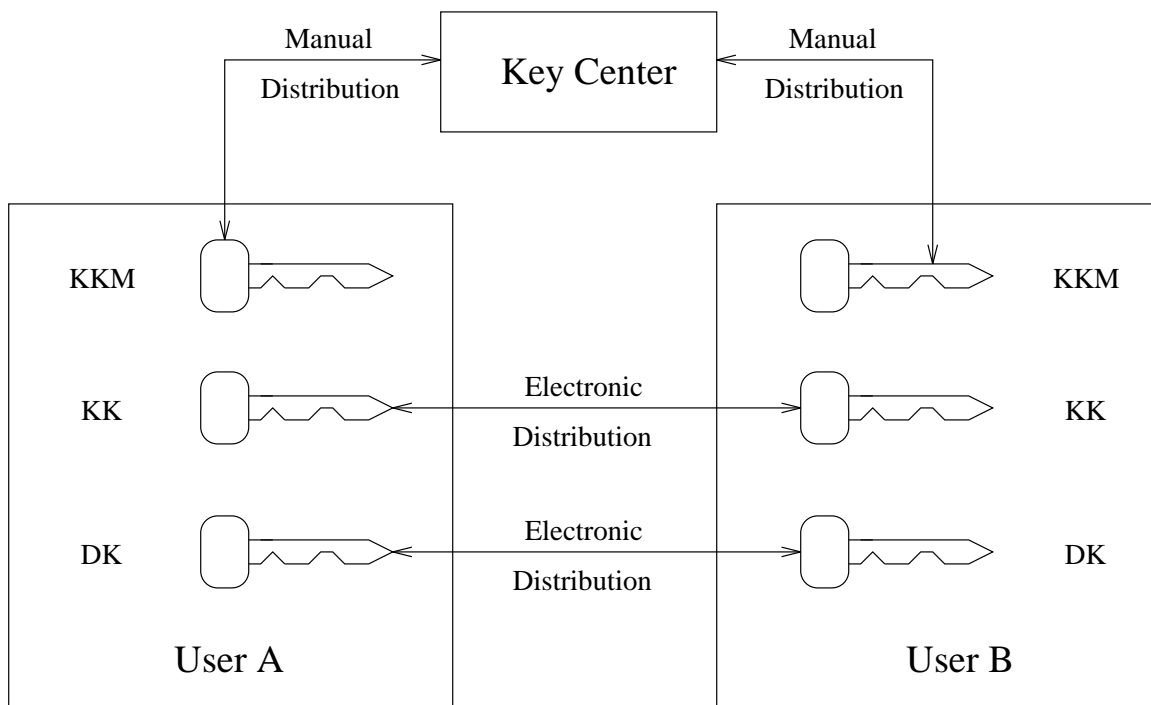 Manual
Distribution
Key Center
Manual
Distribution
KKM
KKM
KK
Electronic
Distribution
KK
DK
Electronic
Distribution
DK
User A
User B